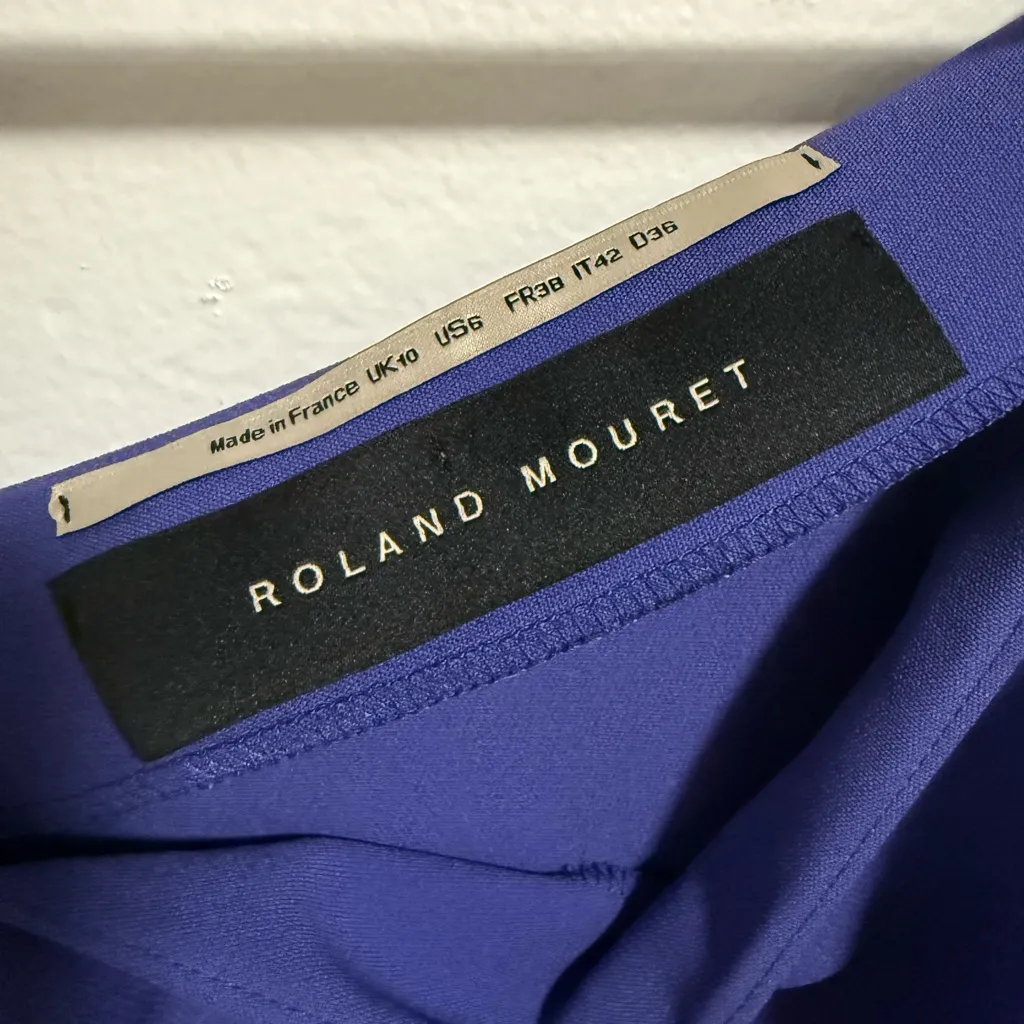 Made in France UK10 US6 FR38 IT42 D36
ROLAND MOURET